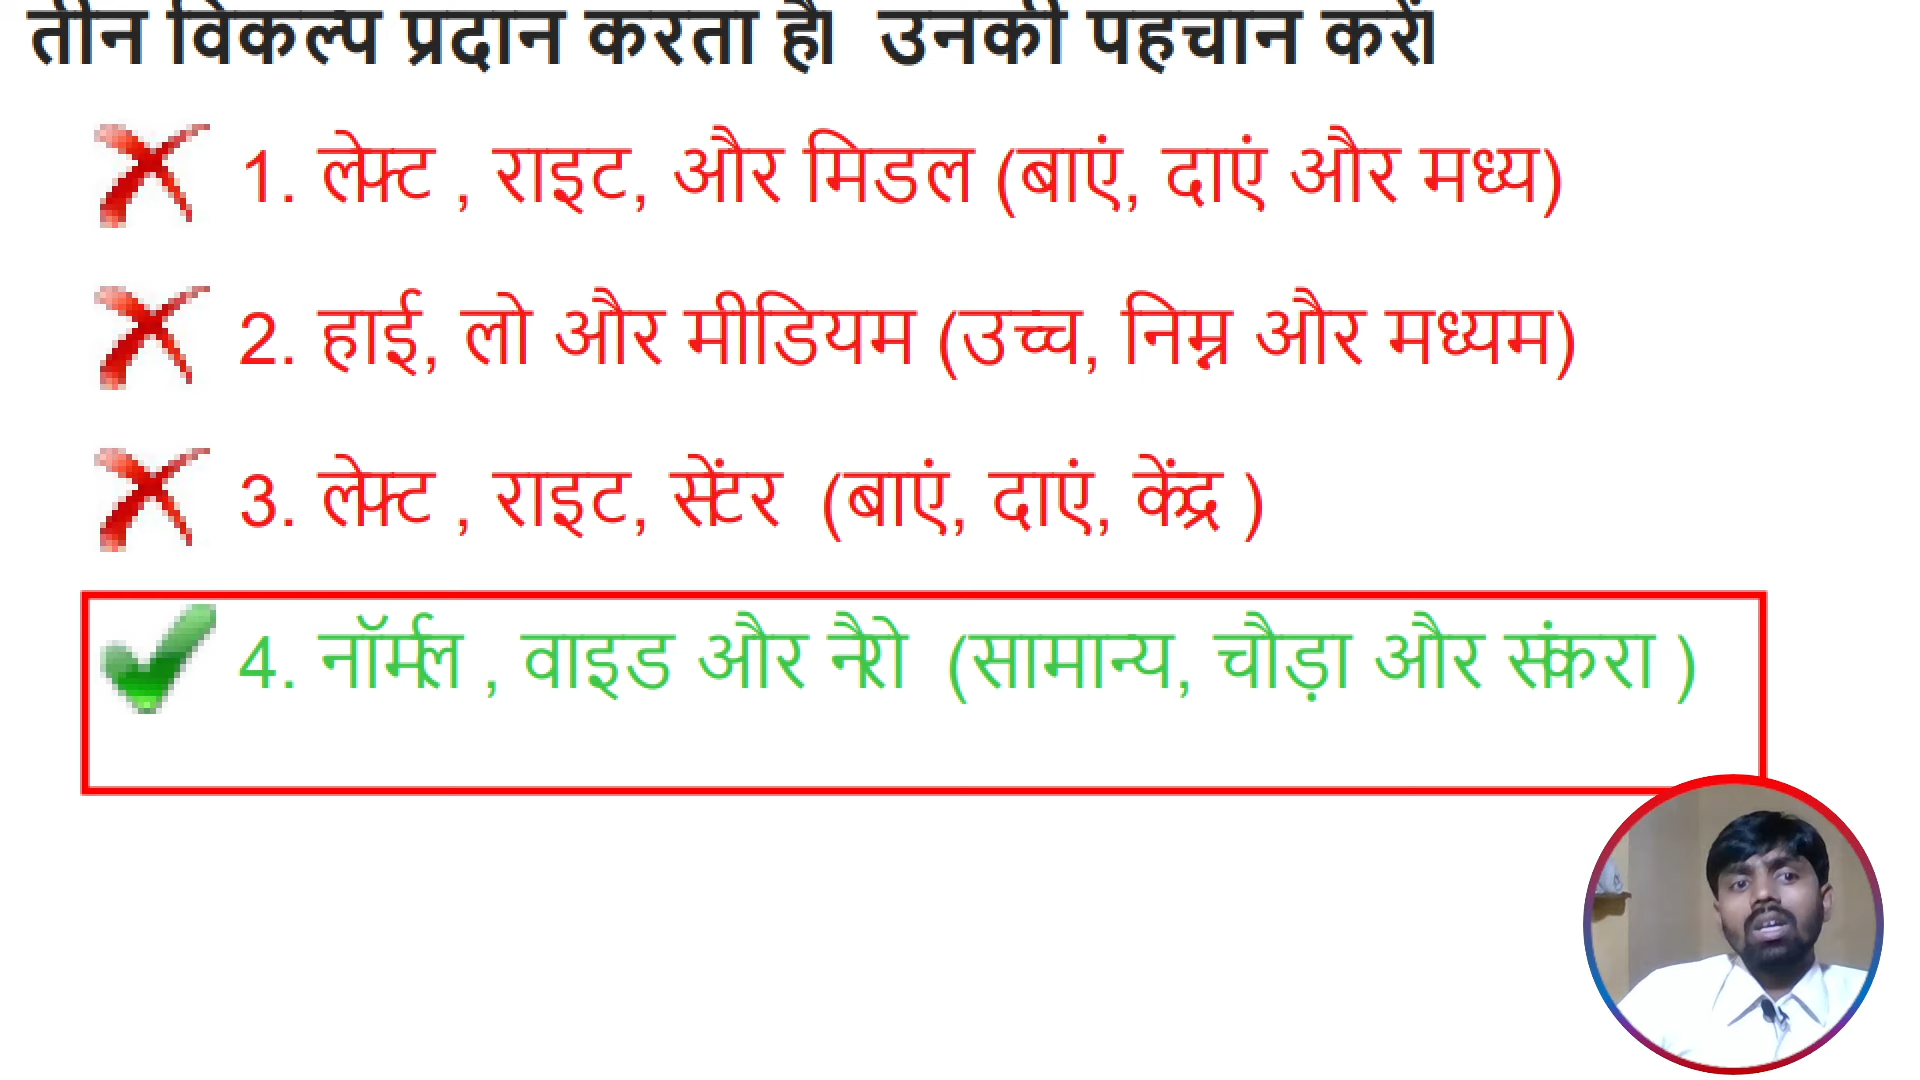 तीन विकल्प प्रदान करता है। उनकी पहचान करें।
1. लेफ्ट , राइट, और मिडल (बाएं, दाएं और मध्य)
2. हाई, लो और मीडियम (उच्च, निम्न और मध्यम)
3. लेफ्ट , राइट, सेंटर (बाएं, दाएं, केंद्र )
4. नॉर्मल , वाइड और नैरो (सामान्य, चौड़ा और संकरा )